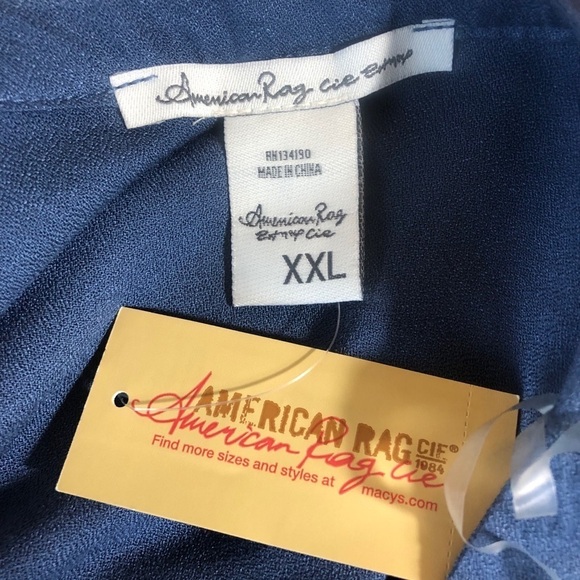 American Rag cie Est 1984
RN134190
MADE IN CHINA
American Rag
Est 1984 Cie
XXL
AMERICAN RAG CIE®
1984
American Rag Cie
Find more sizes and styles at
macys.com